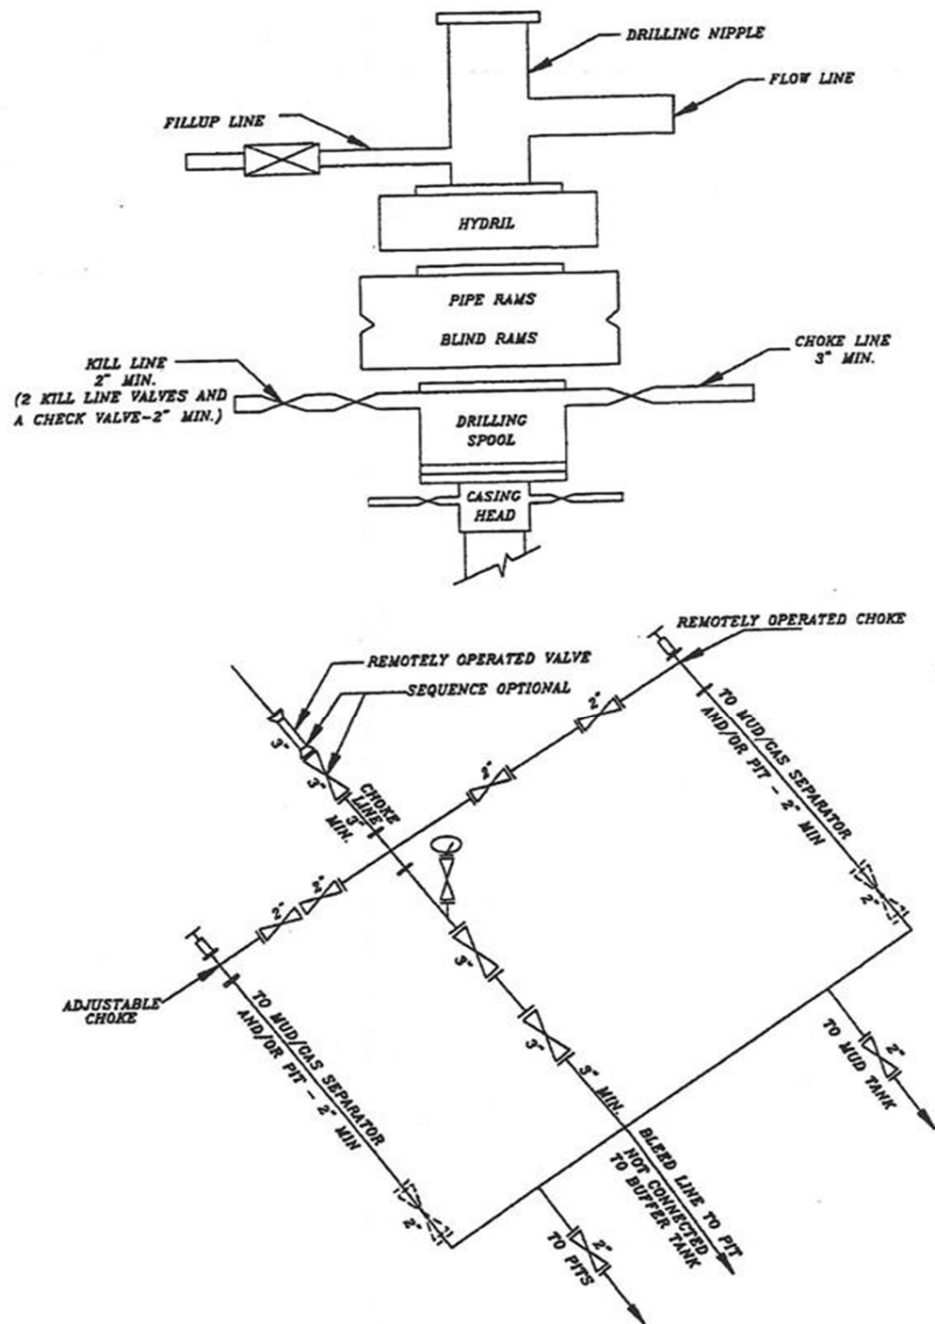 DRILLING NIPPLE
FLOW LINE
FILLUP LINE
HYDRIL
PIPE RAMS
BLIND RAMS
CHOKE LINE
3" MIN.
KILL LINE
2" MIN.
(2 KILL LINE VALVES AND
A CHECK VALVE-2" MIN.)
DRILLING
SPOOL
CASING
HEAD
REMOTELY OPERATED CHOKE
REMOTELY OPERATED VALVE
SEQUENCE OPTIONAL
3"
3"
CHOKE
LINE
3"
MIN.
2"
2"
2"
2"
TO MUD/GAS SEPARATOR
AND/OR PIT - 2" MIN
2"
3"
3"
3" MIN.
ADJUSTABLE
CHOKE
TO MUD/GAS SEPARATOR
AND/OR PIT - 2" MIN
2"
2"
TO MUD TANK
BLEED LINE TO PIT
NOT CONNECTED
TO BUFFER TANK
2"
TO PITS